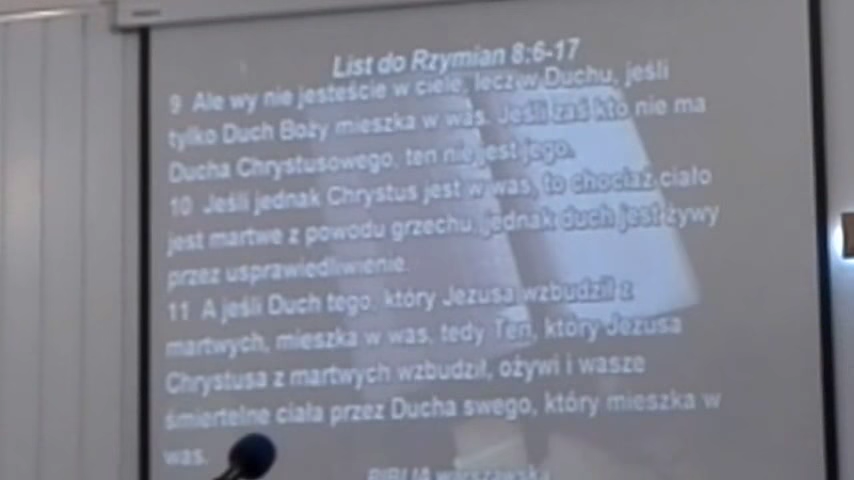 List do Rzymian 8:6-17
9 Ale wy nie jesteście w ciele, lecz w Duchu, jeśli
tylko Duch Boży mieszka w was. Jeśli zaś kto nie ma
Ducha Chrystusowego, ten nie jest jego.
10 Jeśli jednak Chrystus jest w was, to chociaż ciało
jest martwe z powodu grzechu, jednak duch jest żywy
przez usprawiedliwienie.
11 A jeśli Duch tego, który Jezusa wzbudził z
martwych, mieszka w was, tedy Ten, który Jezusa
Chrystusa z martwych wzbudził, ożywi i wasze
śmiertelne ciała przez Ducha swego, który mieszka w
was.
BIBLIA warszawska